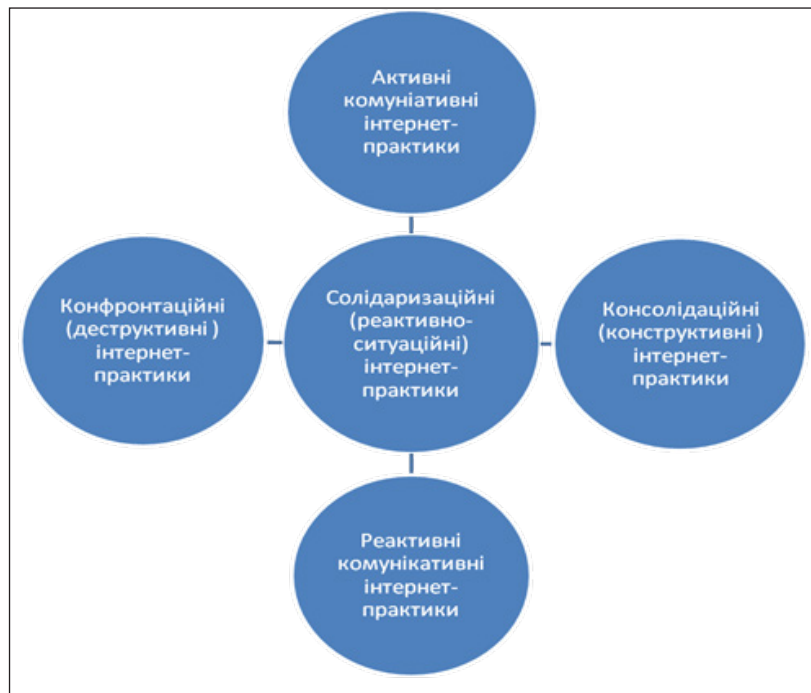 Активні
комуніативні
інтернет-
практики
Конфронтаційні
(деструктивні )
інтернет-
практики
Солідаризаційні
(реактивно-
ситуаційні)
інтернет-
практики
Консолідаційні
(конструктивні )
інтернет-
практики
Реактивні
комунікативні
інтернет-
практики